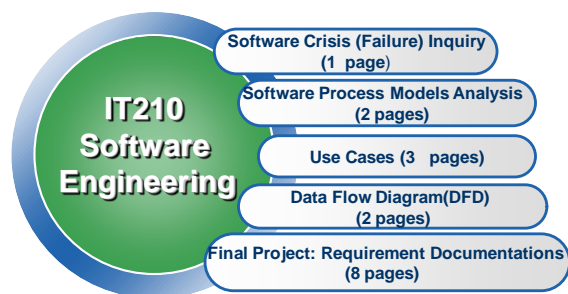 IT210
Software
Engineering
Software Crisis (Failure) Inquiry
(1 page)
Software Process Models Analysis
(2 pages)
Use Cases (3 pages)
Data Flow Diagram(DFD)
(2 pages)
Final Project: Requirement Documentations
(8 pages)